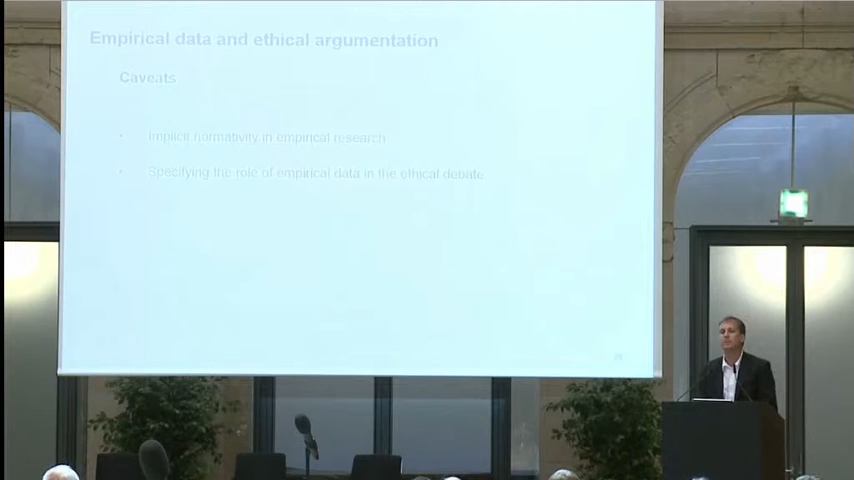 Empirical data and ethical argumentation
Caveats
• Implicit normativity in empirical research
• Specifying the role of empirical data in the ethical debate